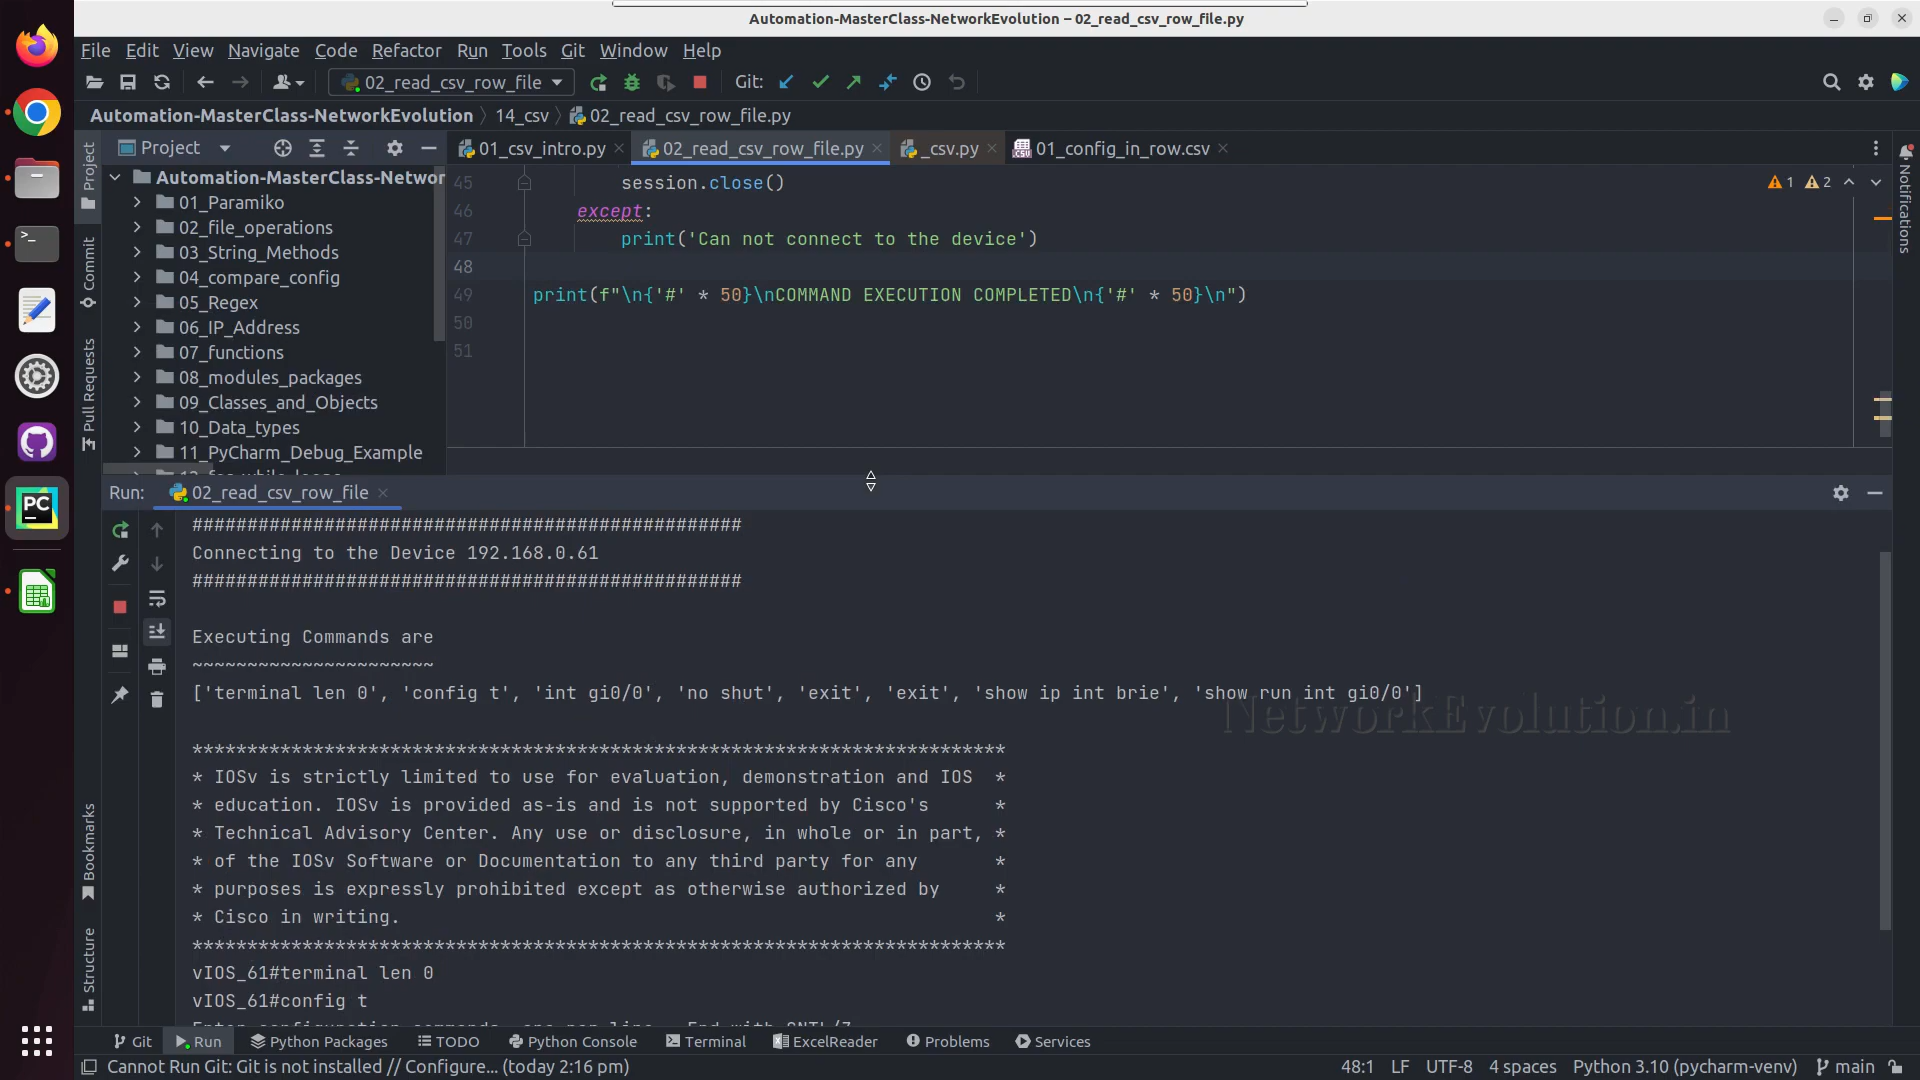 Automation-MasterClass-NetworkEvolution – 02_read_csv_row_file.py
File Edit View Navigate Code Refactor Run Tools Git Window Help
02_read_csv_row_file Git:
Automation-MasterClass-NetworkEvolution 14_csv 02_read_csv_row_file.py
Project 01_csv_intro.py 02_read_csv_row_file.py _csv.py 01_config_in_row.csv
Automation-MasterClass-Networ
01_Paramiko
02_file_operations
03_String_Methods
04_compare_config
05_Regex
06_IP_Address
07_functions
08_modules_packages
09_Classes_and_Objects
10_Data_types
11_PyCharm_Debug_Example
45 session.close()
46 except:
47 print('Can not connect to the device')
48
49 print(f"\n{'#' * 50}\nCOMMAND EXECUTION COMPLETED\n{'#' * 50}\n")
50
51
1 2
Project
Commit
Pull Requests
Bookmarks
Structure
Notifications
Run: 02_read_csv_row_file
##################################################
Connecting to the Device 192.168.0.61
##################################################
Executing Commands are
~~~~~~~~~~~~~~~~~~~~~~
['terminal len 0', 'config t', 'int gi0/0', 'no shut', 'exit', 'exit', 'show ip int brie', 'show run int gi0/0']
NetworkEvolution.in
**************************************************************************
* IOSv is strictly limited to use for evaluation, demonstration and IOS *
* education. IOSv is provided as-is and is not supported by Cisco's *
* Technical Advisory Center. Any use or disclosure, in whole or in part, *
* of the IOSv Software or Documentation to any third party for any *
* purposes is expressly prohibited except as otherwise authorized by *
* Cisco in writing. *
**************************************************************************
vIOS_61#terminal len 0
vIOS_61#config t
Git Run Python Packages TODO Python Console Terminal ExcelReader Problems Services
Cannot Run Git: Git is not installed // Configure... (today 2:16 pm) 48:1 LF UTF-8 4 spaces Python 3.10 (pycharm-venv) main